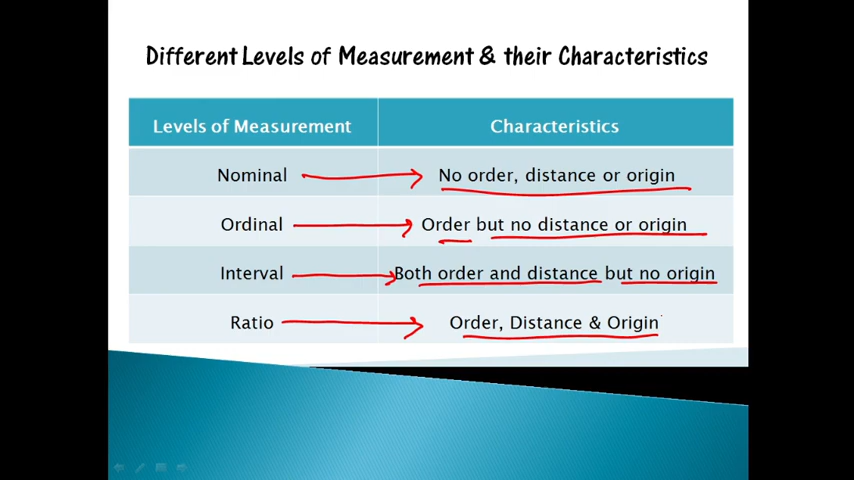 Different Levels of Measurement & their Characteristics
Levels of Measurement Characteristics
Nominal No order, distance or origin
Ordinal Order but no distance or origin
Interval Both order and distance but no origin
Ratio Order, Distance & Origin